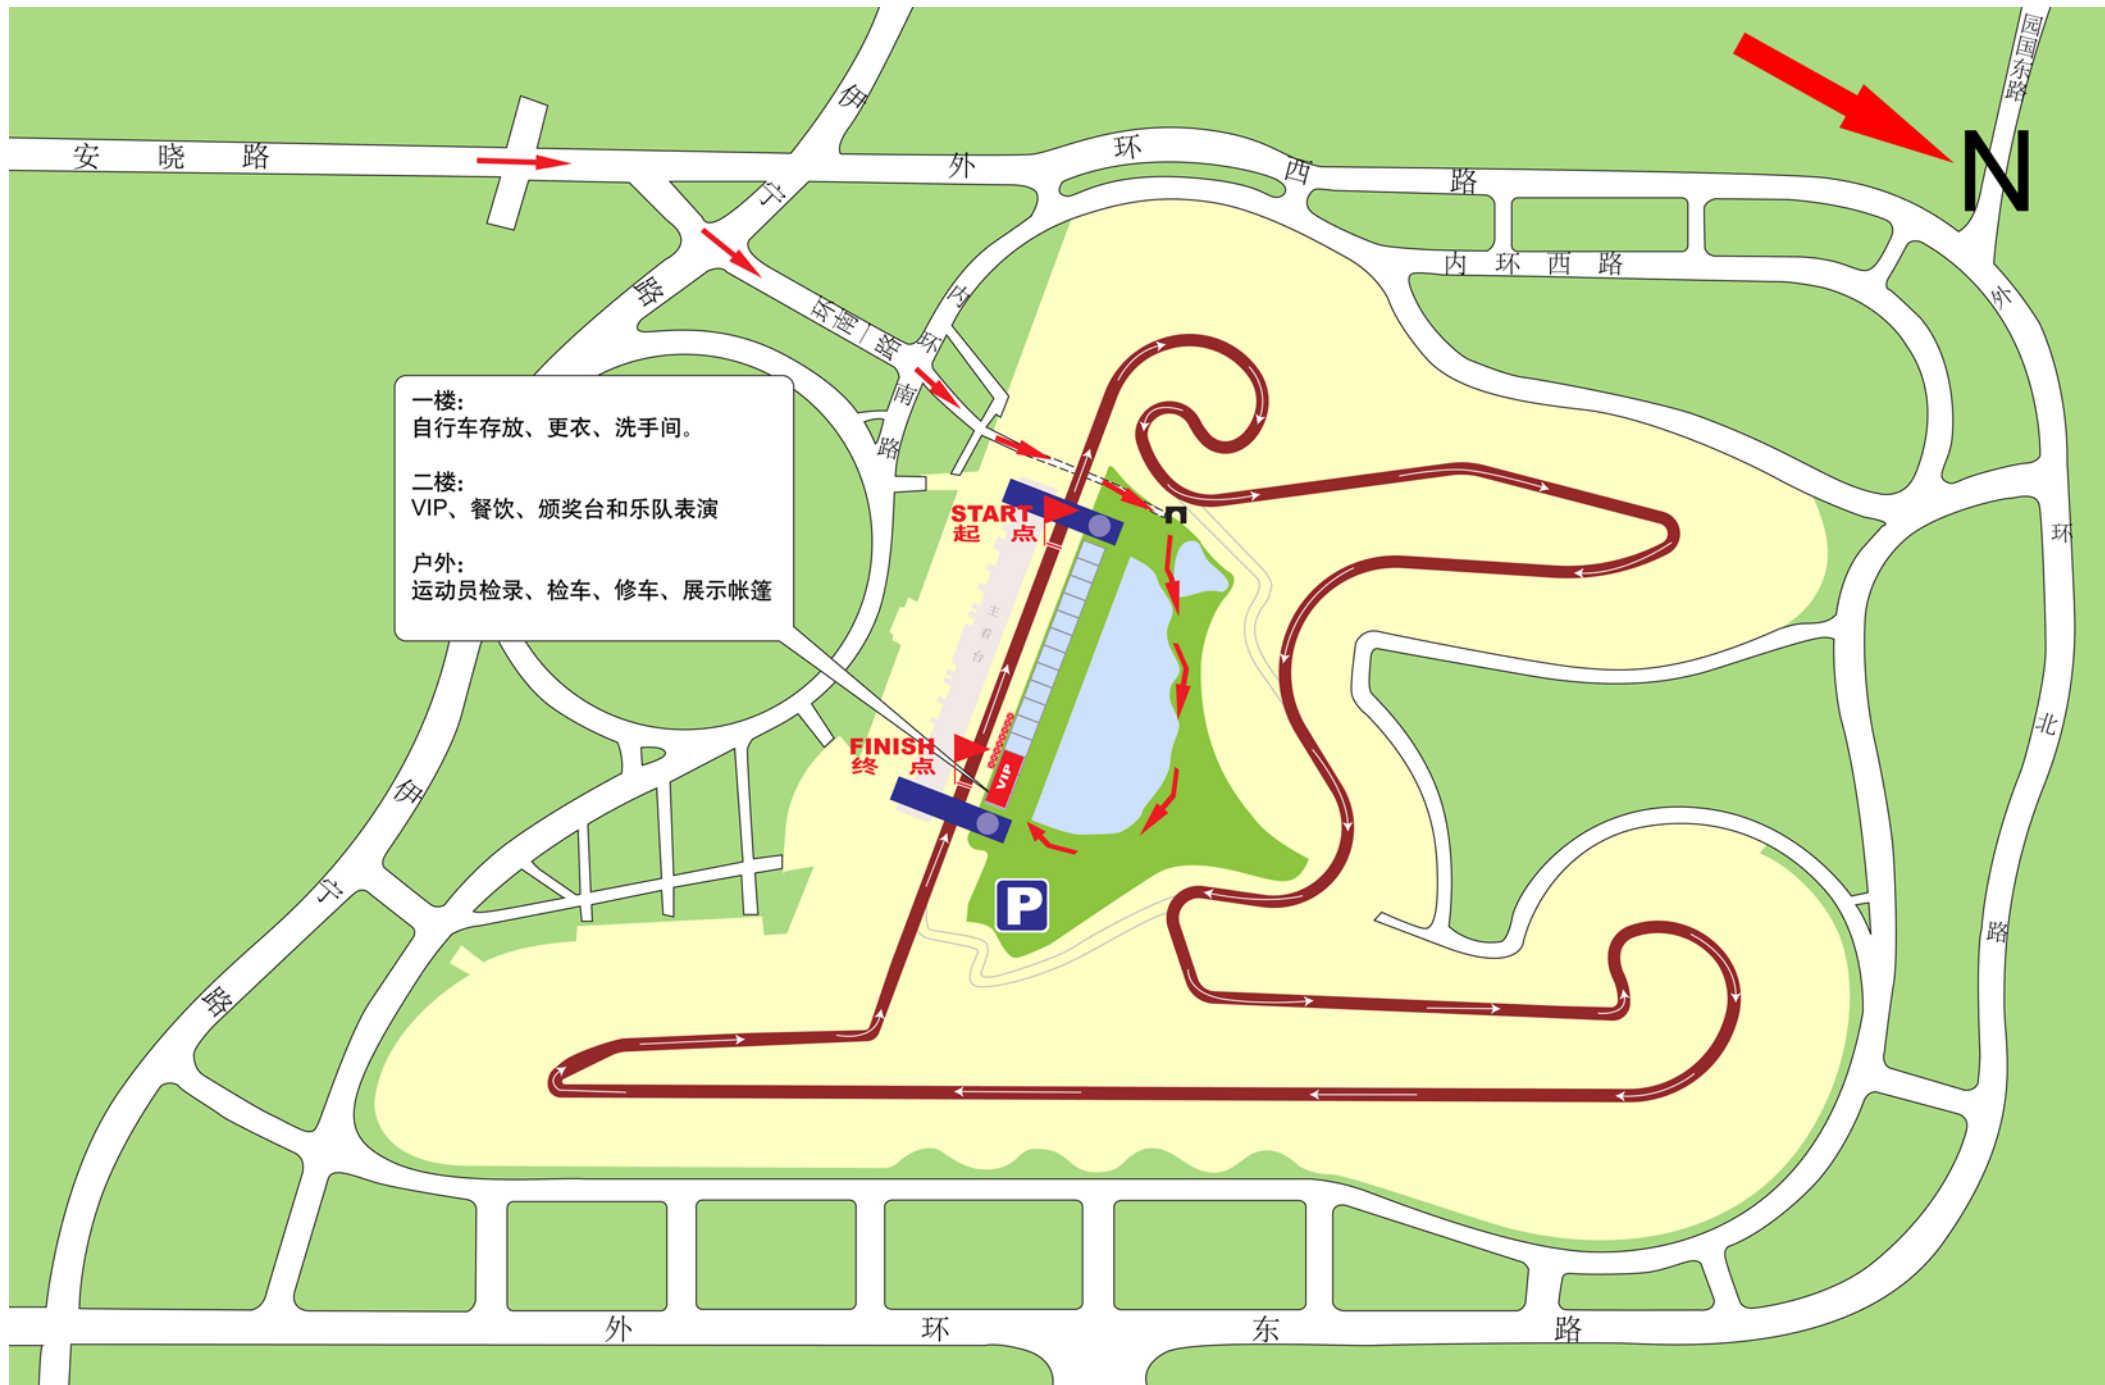 园国东路
N
安晓路
伊宁路
外环西路
内环西路
环南一路
内环南路
外环北路
一楼:
自行车存放、更衣、洗手间。
二楼:
VIP、餐饮、颁奖台和乐队表演
户外:
运动员检录、检车、修车、展示帐篷
START
起点
主看台
FINISH
终点
VIP
P
伊宁路
外环东路